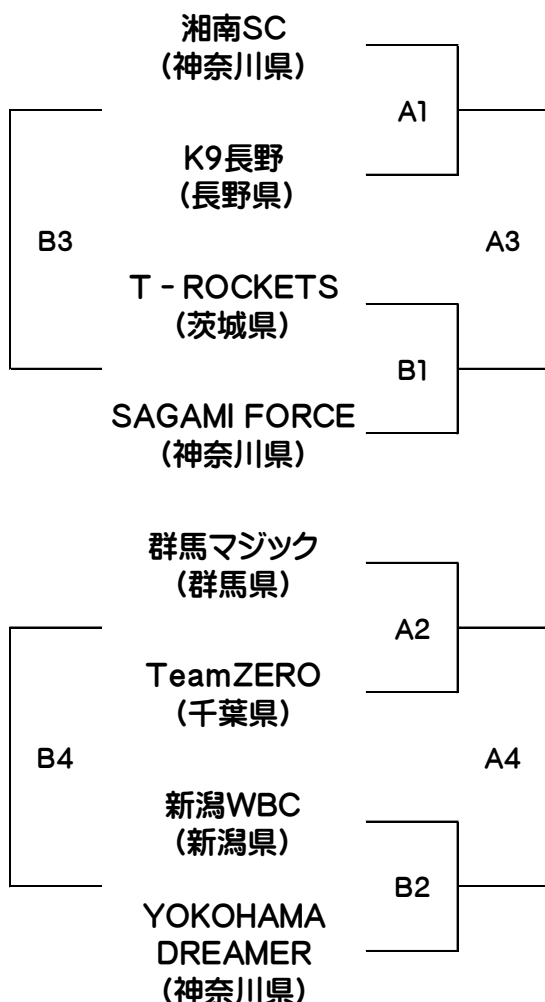 湘南SC
(神奈川県)
A1
K9長野
(長野県)
B3
A3
T - ROCKETS
(茨城県)
B1
SAGAMI FORCE
(神奈川県)
群馬マジック
(群馬県)
A2
TeamZERO
(千葉県)
B4
A4
新潟WBC
(新潟県)
B2
YOKOHAMA
DREAMER
(神奈川県)